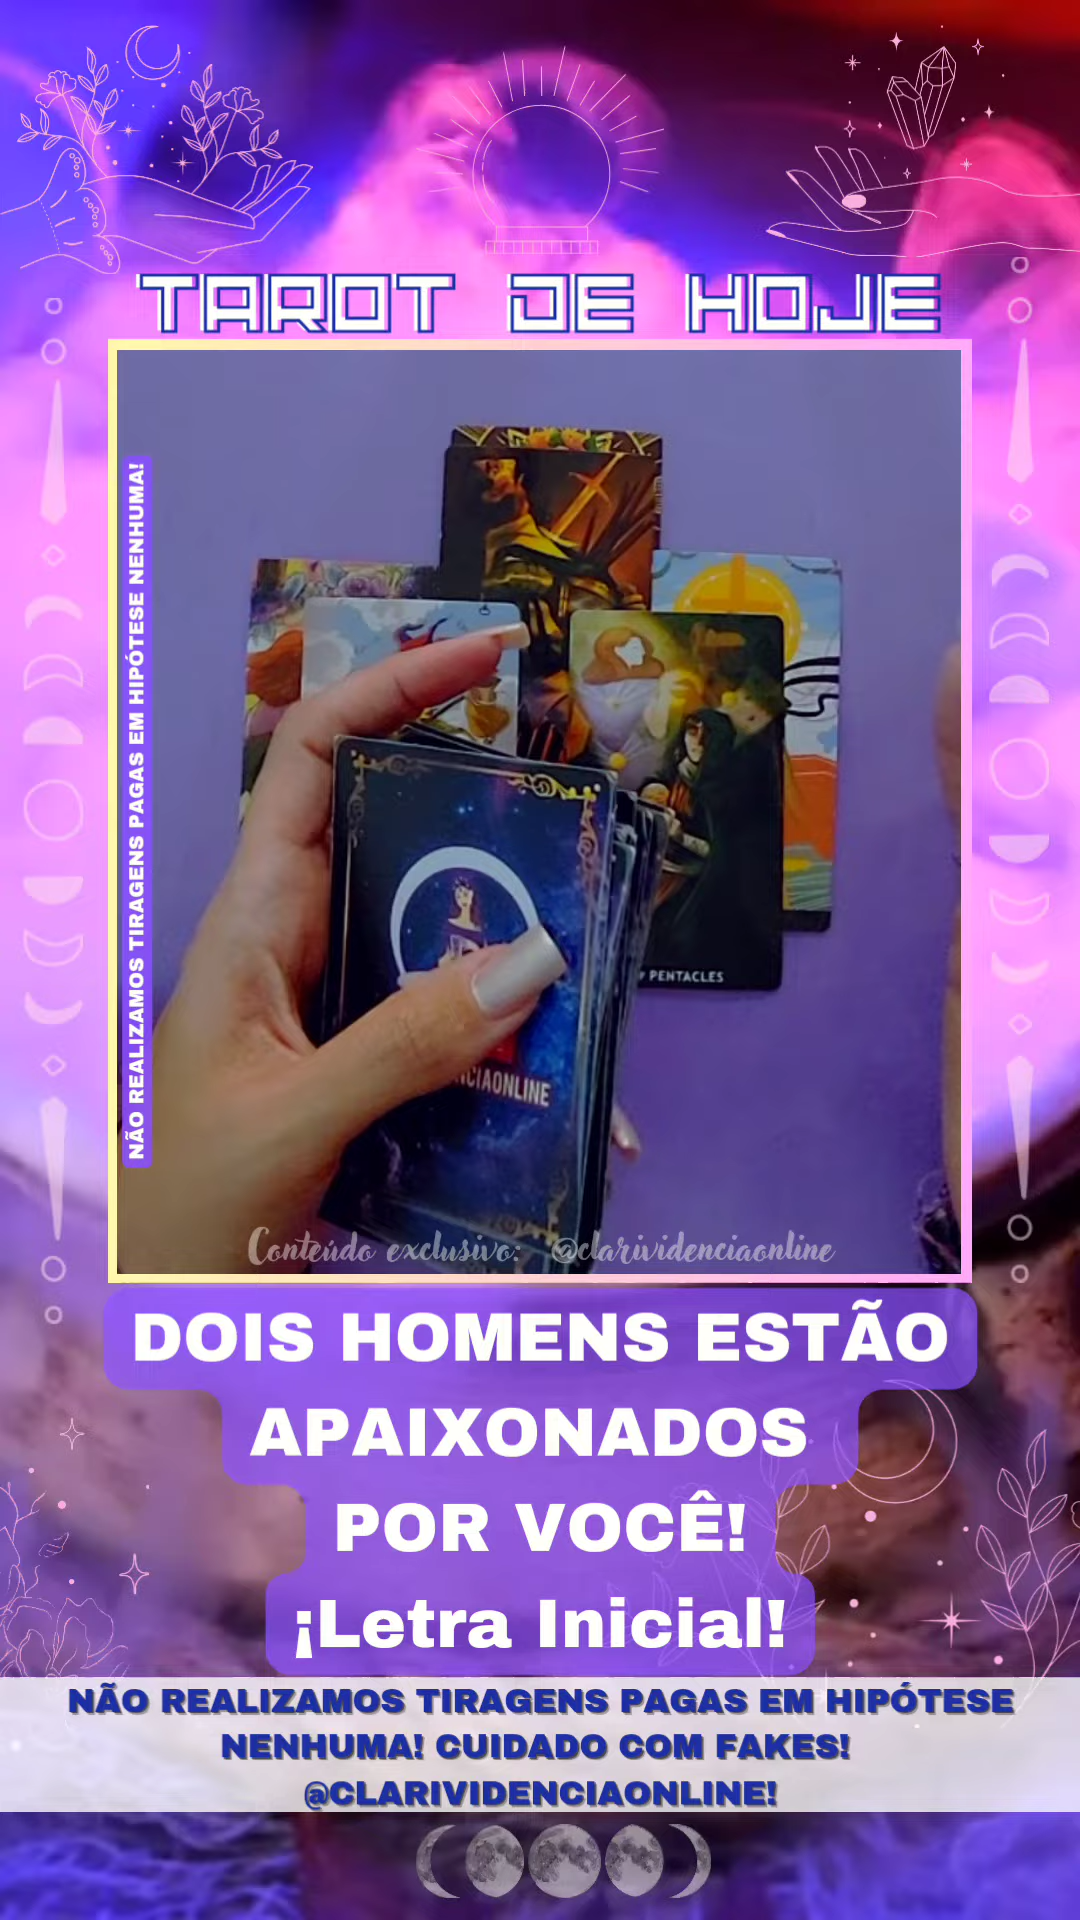 TAROT DE HOJE
NÃO REALIZAMOS TIRAGENS PAGAS EM HIPÓTESE NENHUMA!
PENTACLES
Conteúdo exclusivo: @clarividenciaonline
DOIS HOMENS ESTÃO
APAIXONADOS
POR VOCÊ!
¡Letra Inicial!
NÃO REALIZAMOS TIRAGENS PAGAS EM HIPÓTESE
NENHUMA! CUIDADO COM FAKES!
@CLARIVIDENCIAONLINE!